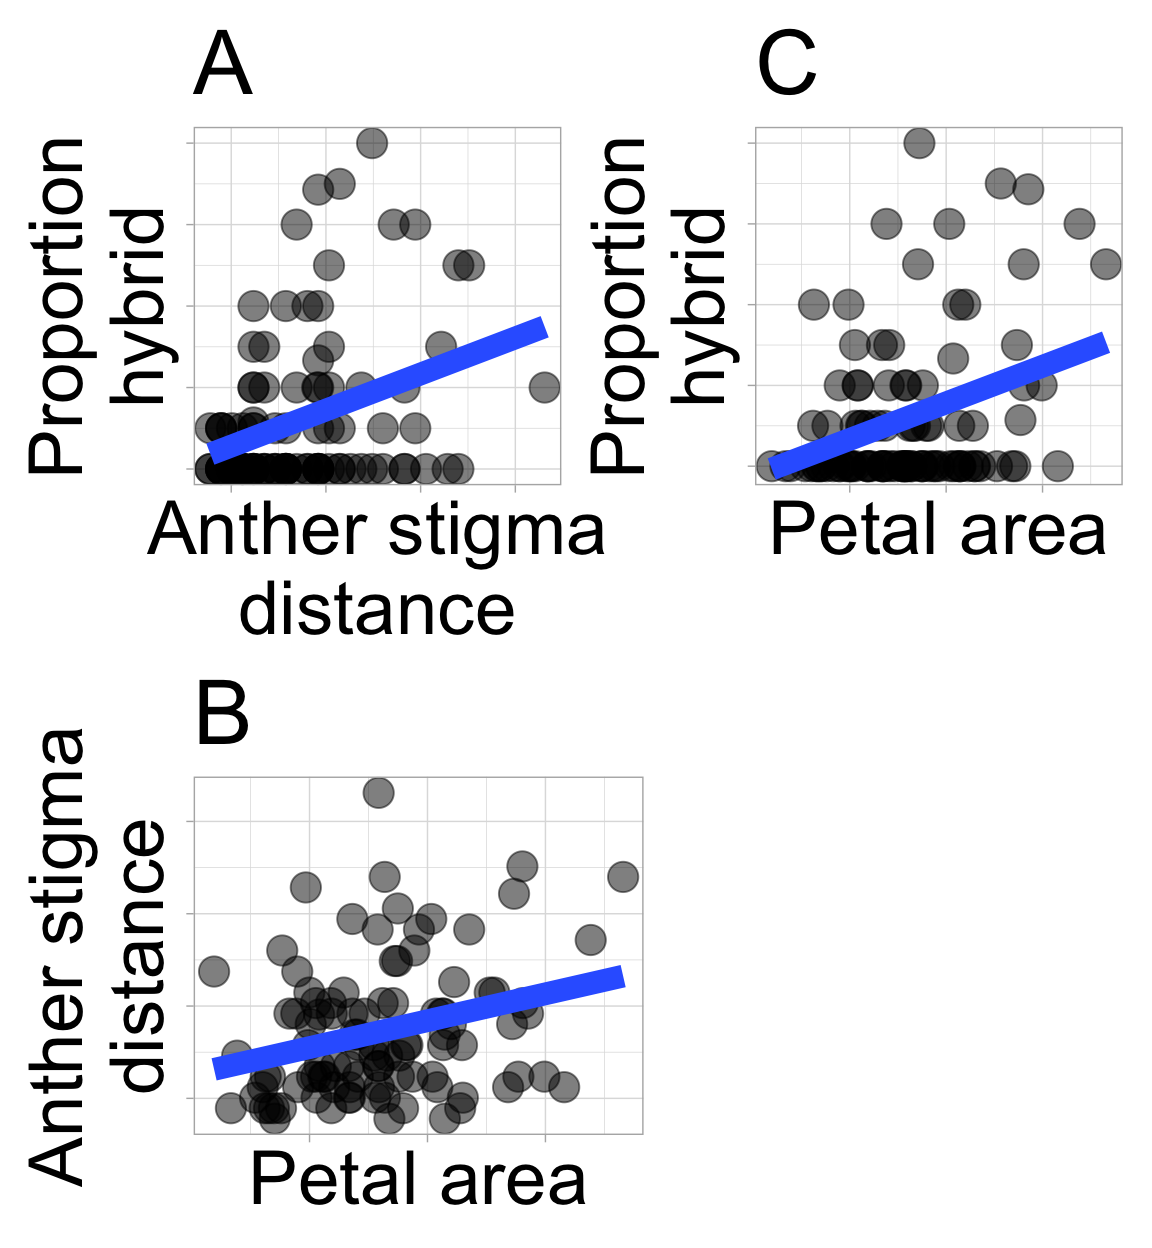 A
Proportion
hybrid
Anther stigma
distance
C
Proportion
hybrid
Petal area
B
Anther stigma
distance
Petal area